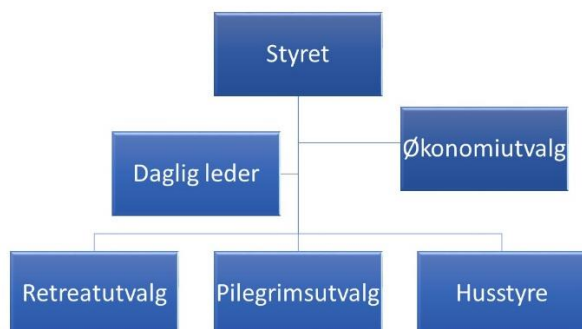 Styret
Økonomiutvalg
Daglig leder
Retreatutvalg
Pilegrimsutvalg
Husstyre